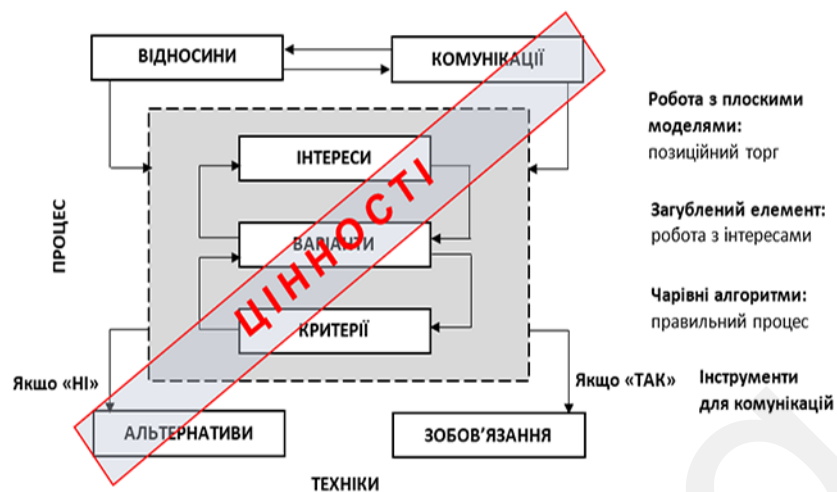 ВІДНОСИНИ
КОМУНІКАЦІЇ
ІНТЕРЕСИ
ВАРІАНТИ
КРИТЕРІЇ
ЦІННОСТІ
ПРОЦЕС
Якщо «НІ»
Якщо «ТАК»
АЛЬТЕРНАТИВИ
ЗОБОВ'ЯЗАННЯ
ТЕХНІКИ
Робота з плоскими
моделями:
позиційний торг
Загублений елемент:
робота з інтересами
Чарівні алгоритми:
правильний процес
Інструменти
для комунікацій